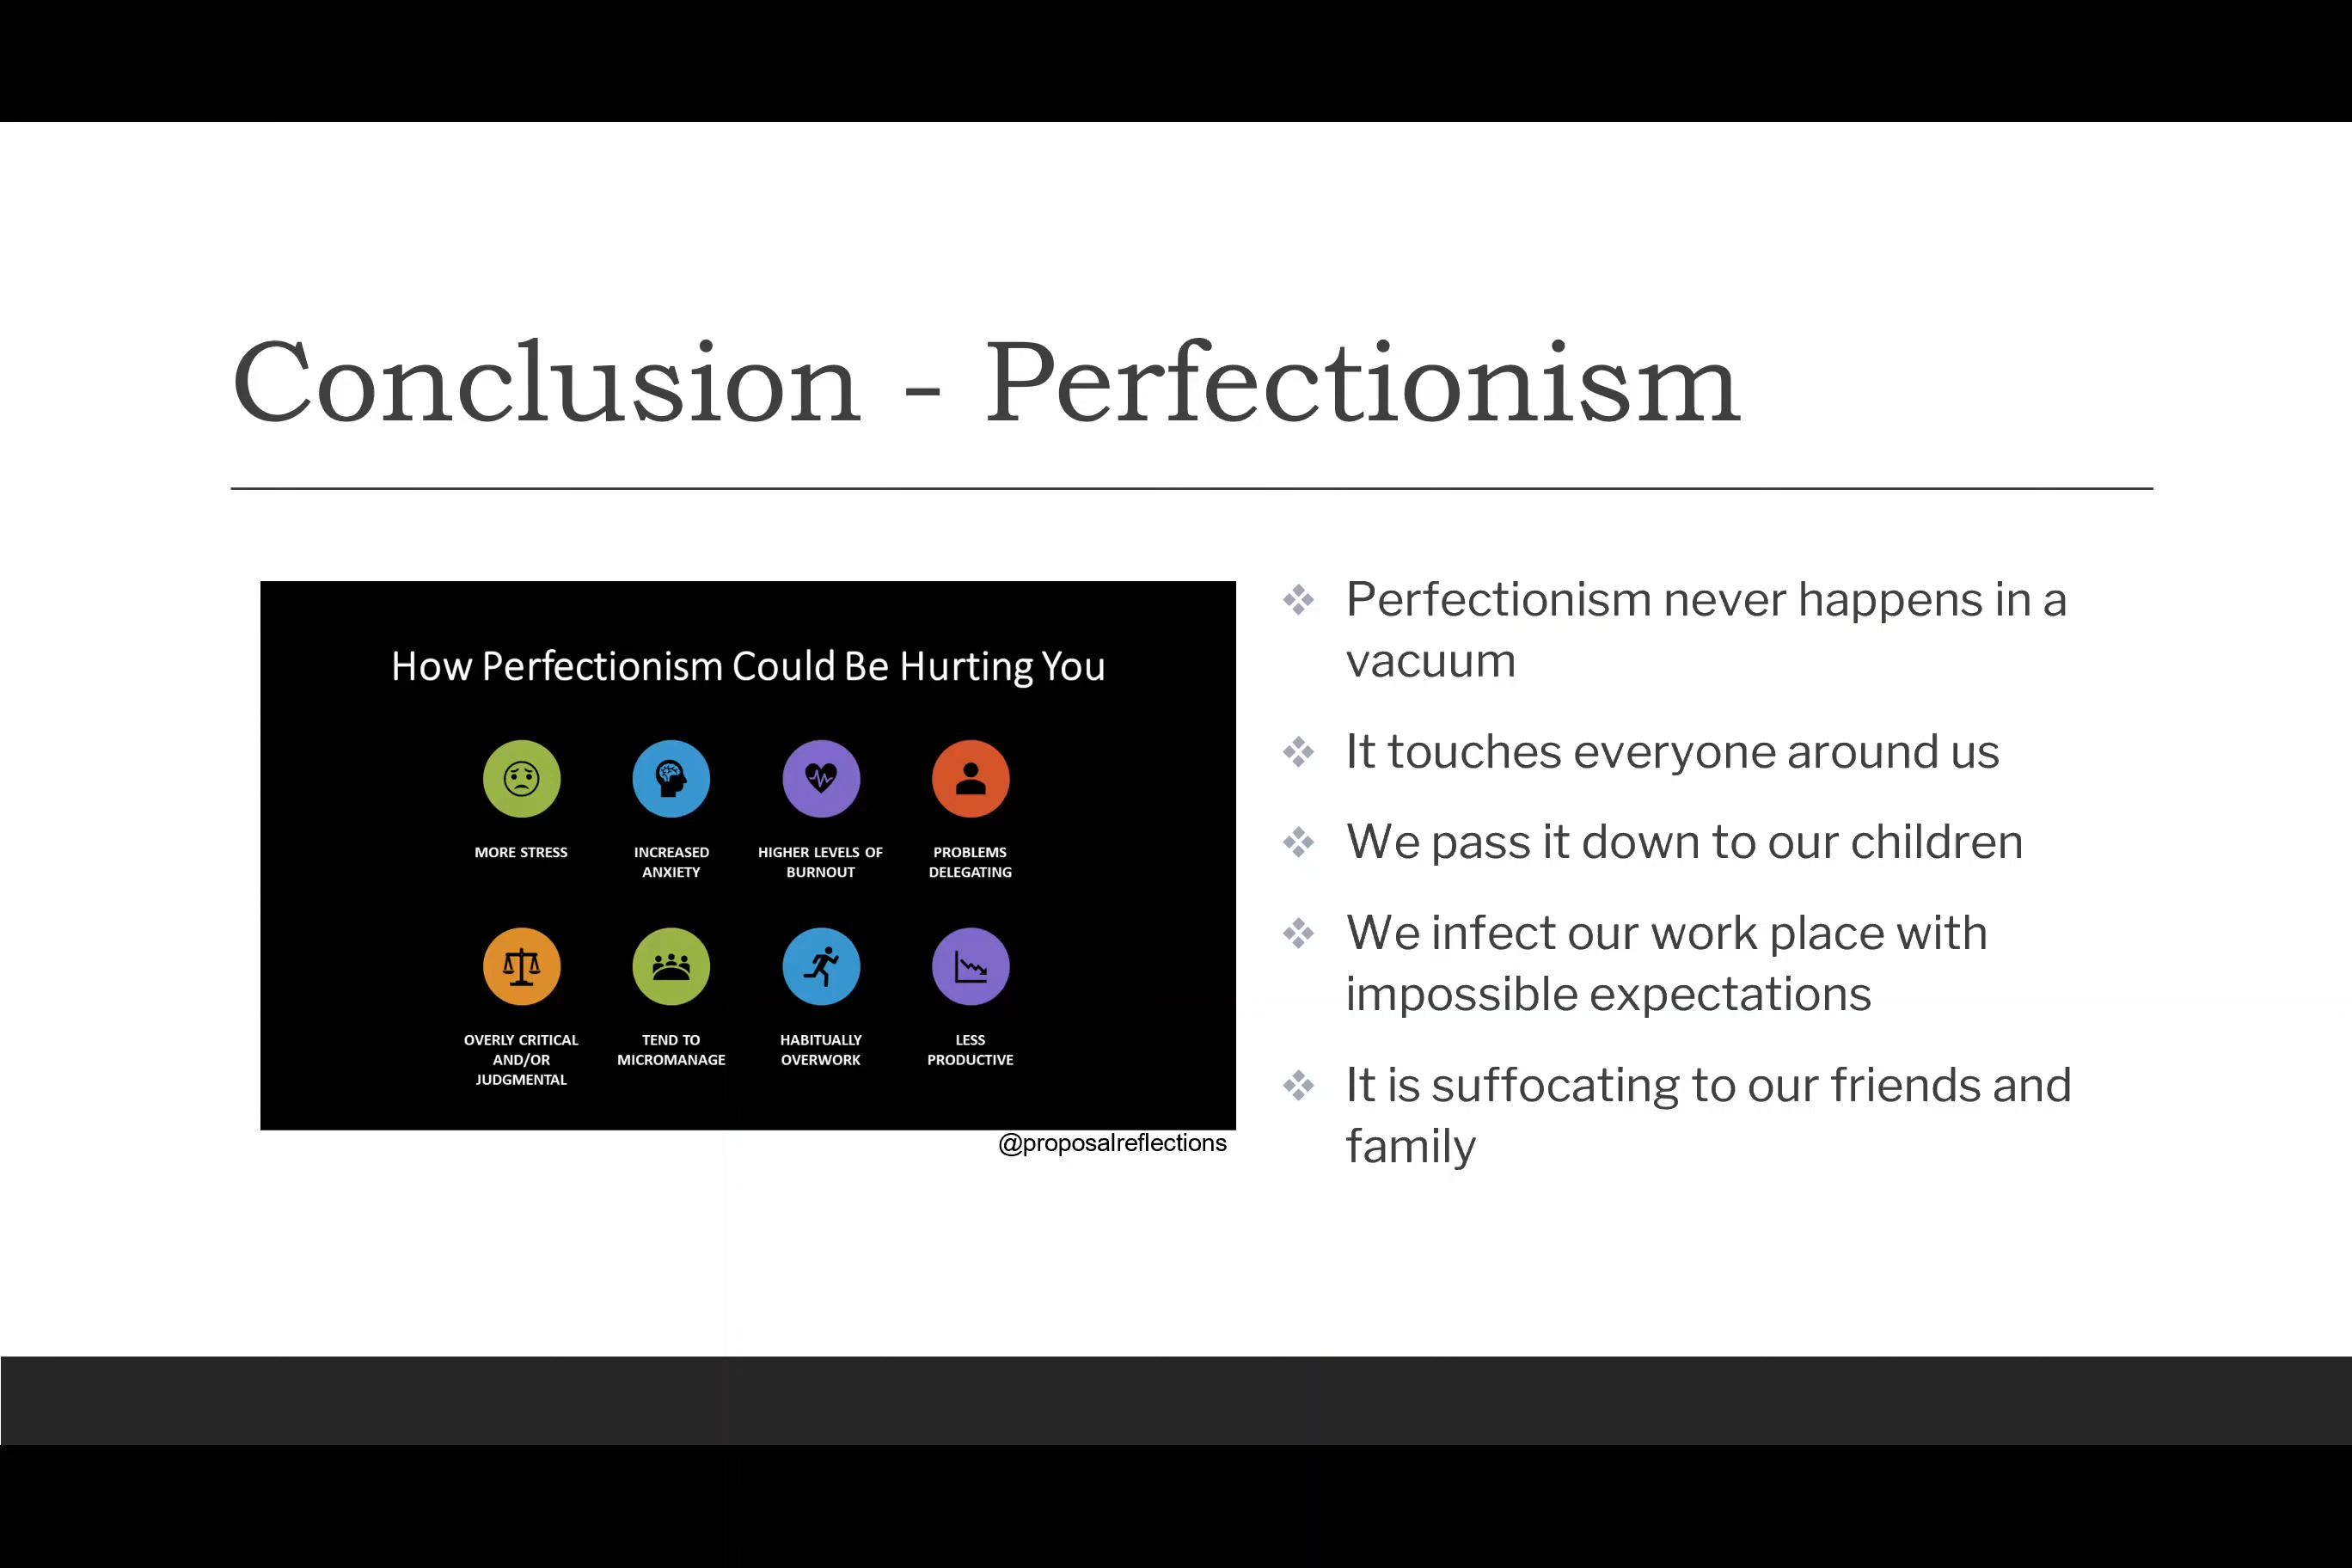 Conclusion - Perfectionism
How Perfectionism Could Be Hurting You
MORE STRESS
INCREASED
ANXIETY
HIGHER LEVELS OF
BURNOUT
PROBLEMS
DELEGATING
OVERLY CRITICAL
AND/OR
JUDGMENTAL
TEND TO
MICROMANAGE
HABITUALLY
OVERWORK
LESS
PRODUCTIVE
@proposalreflections
Perfectionism never happens in a
vacuum
It touches everyone around us
We pass it down to our children
We infect our work place with
impossible expectations
It is suffocating to our friends and
family